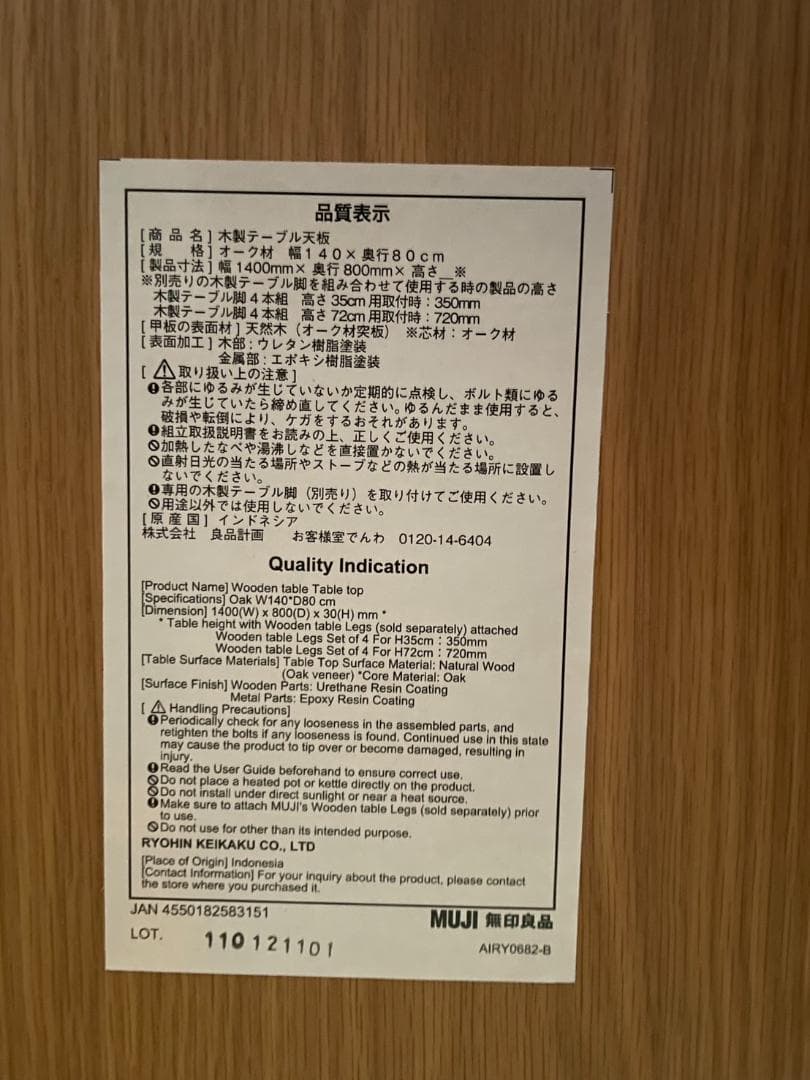 品質表示
[商品名] 木製テーブル天板
[規 格] オーク材 幅140×奥行80cm
[製品寸法] 幅1400mm× 奥行800mm× 高さ_※
※別売りの木製テーブル脚を組み合わせて使用する時の製品の高さ
木製テーブル脚4本組 高さ35cm用取付時：350mm
木製テーブル脚4本組 高さ72cm用取付時：720mm
[甲板の表面材] 天然木（オーク材突板） ※芯材：オーク材
[表面加工] 木部：ウレタン樹脂塗装
金属部：エポキシ樹脂塗装
[ ⚠取り扱い上の注意]
各部にゆるみが生じていないか定期的に点検し、ボルト類にゆる
みが生じていたら締め直してください。ゆるんだまま使用すると、
破損や転倒により、ケガをするおそれがあります。
組立取扱説明書をお読みの上、正しくご使用ください。
加熱したなべや湯沸しなどを直接置かないでください。
直射日光の当たる場所やストーブなどの熱が当たる場所に設置し
ないでください。
専用の木製テーブル脚（別売り）を取り付けてご使用ください。
用途以外では使用しないでください。
[原産国] インドネシア
株式会社 良品計画 お客様室でんわ 0120-14-6404
Quality Indication
[Product Name] Wooden table Table top
[Specifications] Oak W140*D80 cm
[Dimension] 1400(W) x 800(D) x 30(H) mm *
* Table height with Wooden table Legs (sold separately) attached
Wooden table Legs Set of 4 For H35cm：350mm
Wooden table Legs Set of 4 For H72cm：720mm
[Table Surface Materials] Table Top Surface Material: Natural Wood
(Oak veneer) *Core Material: Oak
[Surface Finish] Wooden Parts: Urethane Resin Coating
Metal Parts: Epoxy Resin Coating
[ ⚠ Handling Precautions]
Periodically check for any looseness in the assembled parts, and
retighten the bolts if any looseness is found. Continued use in this state
may cause the product to tip over or become damaged, resulting in
injury.
Read the User Guide beforehand to ensure correct use.
Do not place a heated pot or kettle directly on the product.
Do not install under direct sunlight or near a heat source.
Make sure to attach MUJI's Wooden table Legs (sold separately) prior
to use.
Do not use for other than its intended purpose.
RYOHIN KEIKAKU CO., LTD
[Place of Origin] Indonesia
[Contact Information] For your inquiry about the product, please contact
the store where you purchased it.
JAN 4550182583151
MUJI 無印良品
LOT. 110121101
AIRY0682-B